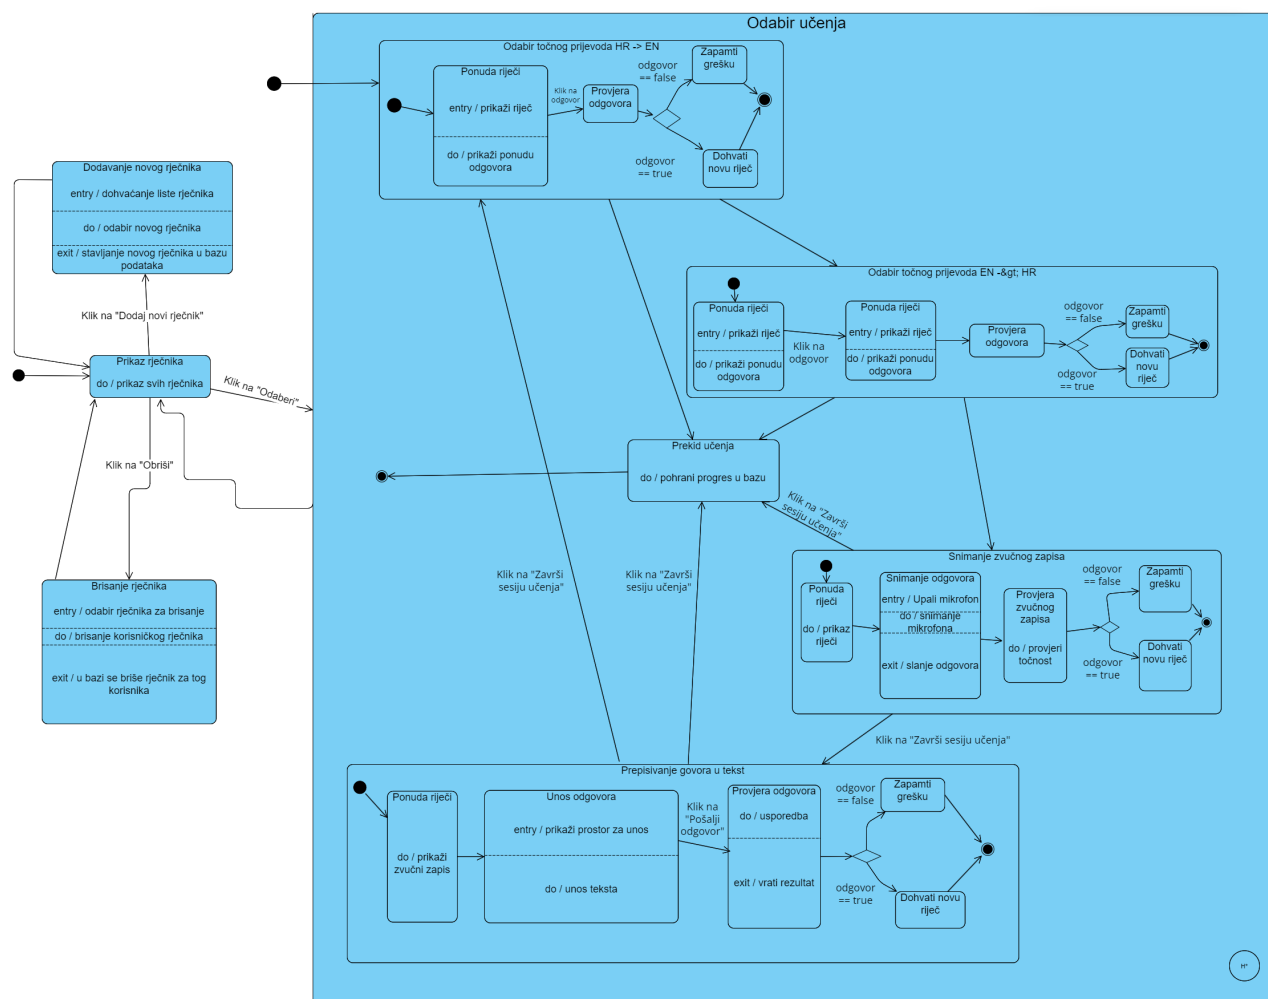 Odabir učenja
Odabir točnog prijevoda HR -> EN
Ponuda riječi
entry / prikaži riječ
do / prikaži ponudu
odgovora
Klik na
odgovor
Provjera
odgovora
odgovor
== false
Zapamti
grešku
odgovor
== true
Dohvati
novu riječ
Dodavanje novog rječnika
entry / dohvaćanje liste rječnika
do / odabir novog rječnika
exit / stavljanje novog rječnika u bazu
podataka
Klik na "Dodaj novi rječnik"
Prikaz rječnika
do / prikaz svih rječnika
Klik na "Odaberi"
Klik na "Obriši"
Brisanje rječnika
entry / odabir rječnika za brisanje
do / brisanje korisničkog rječnika
exit / u bazi se briše rječnik za tog
korisnika
Odabir točnog prijevoda EN -&gt; HR
Ponuda riječi
entry / prikaži riječ
do / prikaži ponudu
odgovora
Klik na
odgovor
Ponuda riječi
entry / prikaži riječ
do / prikaži ponudu
odgovora
Provjera
odgovora
odgovor
== false
Zapamti
grešku
odgovor
== true
Dohvati
novu
riječ
Prekid učenja
do / pohrani progres u bazu
Klik na "Završi
sesiju učenja"
Klik na "Završi
sesiju učenja"
Klik na "Završi
sesiju učenja"
Snimanje zvučnog zapisa
Ponuda
riječi
do / prikaz
riječi
Snimanje odgovora
entry / Upali mikrofon
do / snimanje
mikrofona
exit / slanje odgovora
Provjera
zvučnog
zapisa
do / provjeri
točnost
odgovor
== false
Zapamti
grešku
odgovor
== true
Dohvati
novu riječ
Klik na "Završi sesiju učenja"
Prepisivanje govora u tekst
Ponuda riječi
do / prikaži
zvučni zapis
Unos odgovora
entry / prikaži prostor za unos
do / unos teksta
Klik na
"Pošalji
odgovor"
Provjera odgovora
do / usporedba
exit / vrati rezultat
odgovor
== false
Zapamti
grešku
odgovor
== true
Dohvati novu
riječ
H*